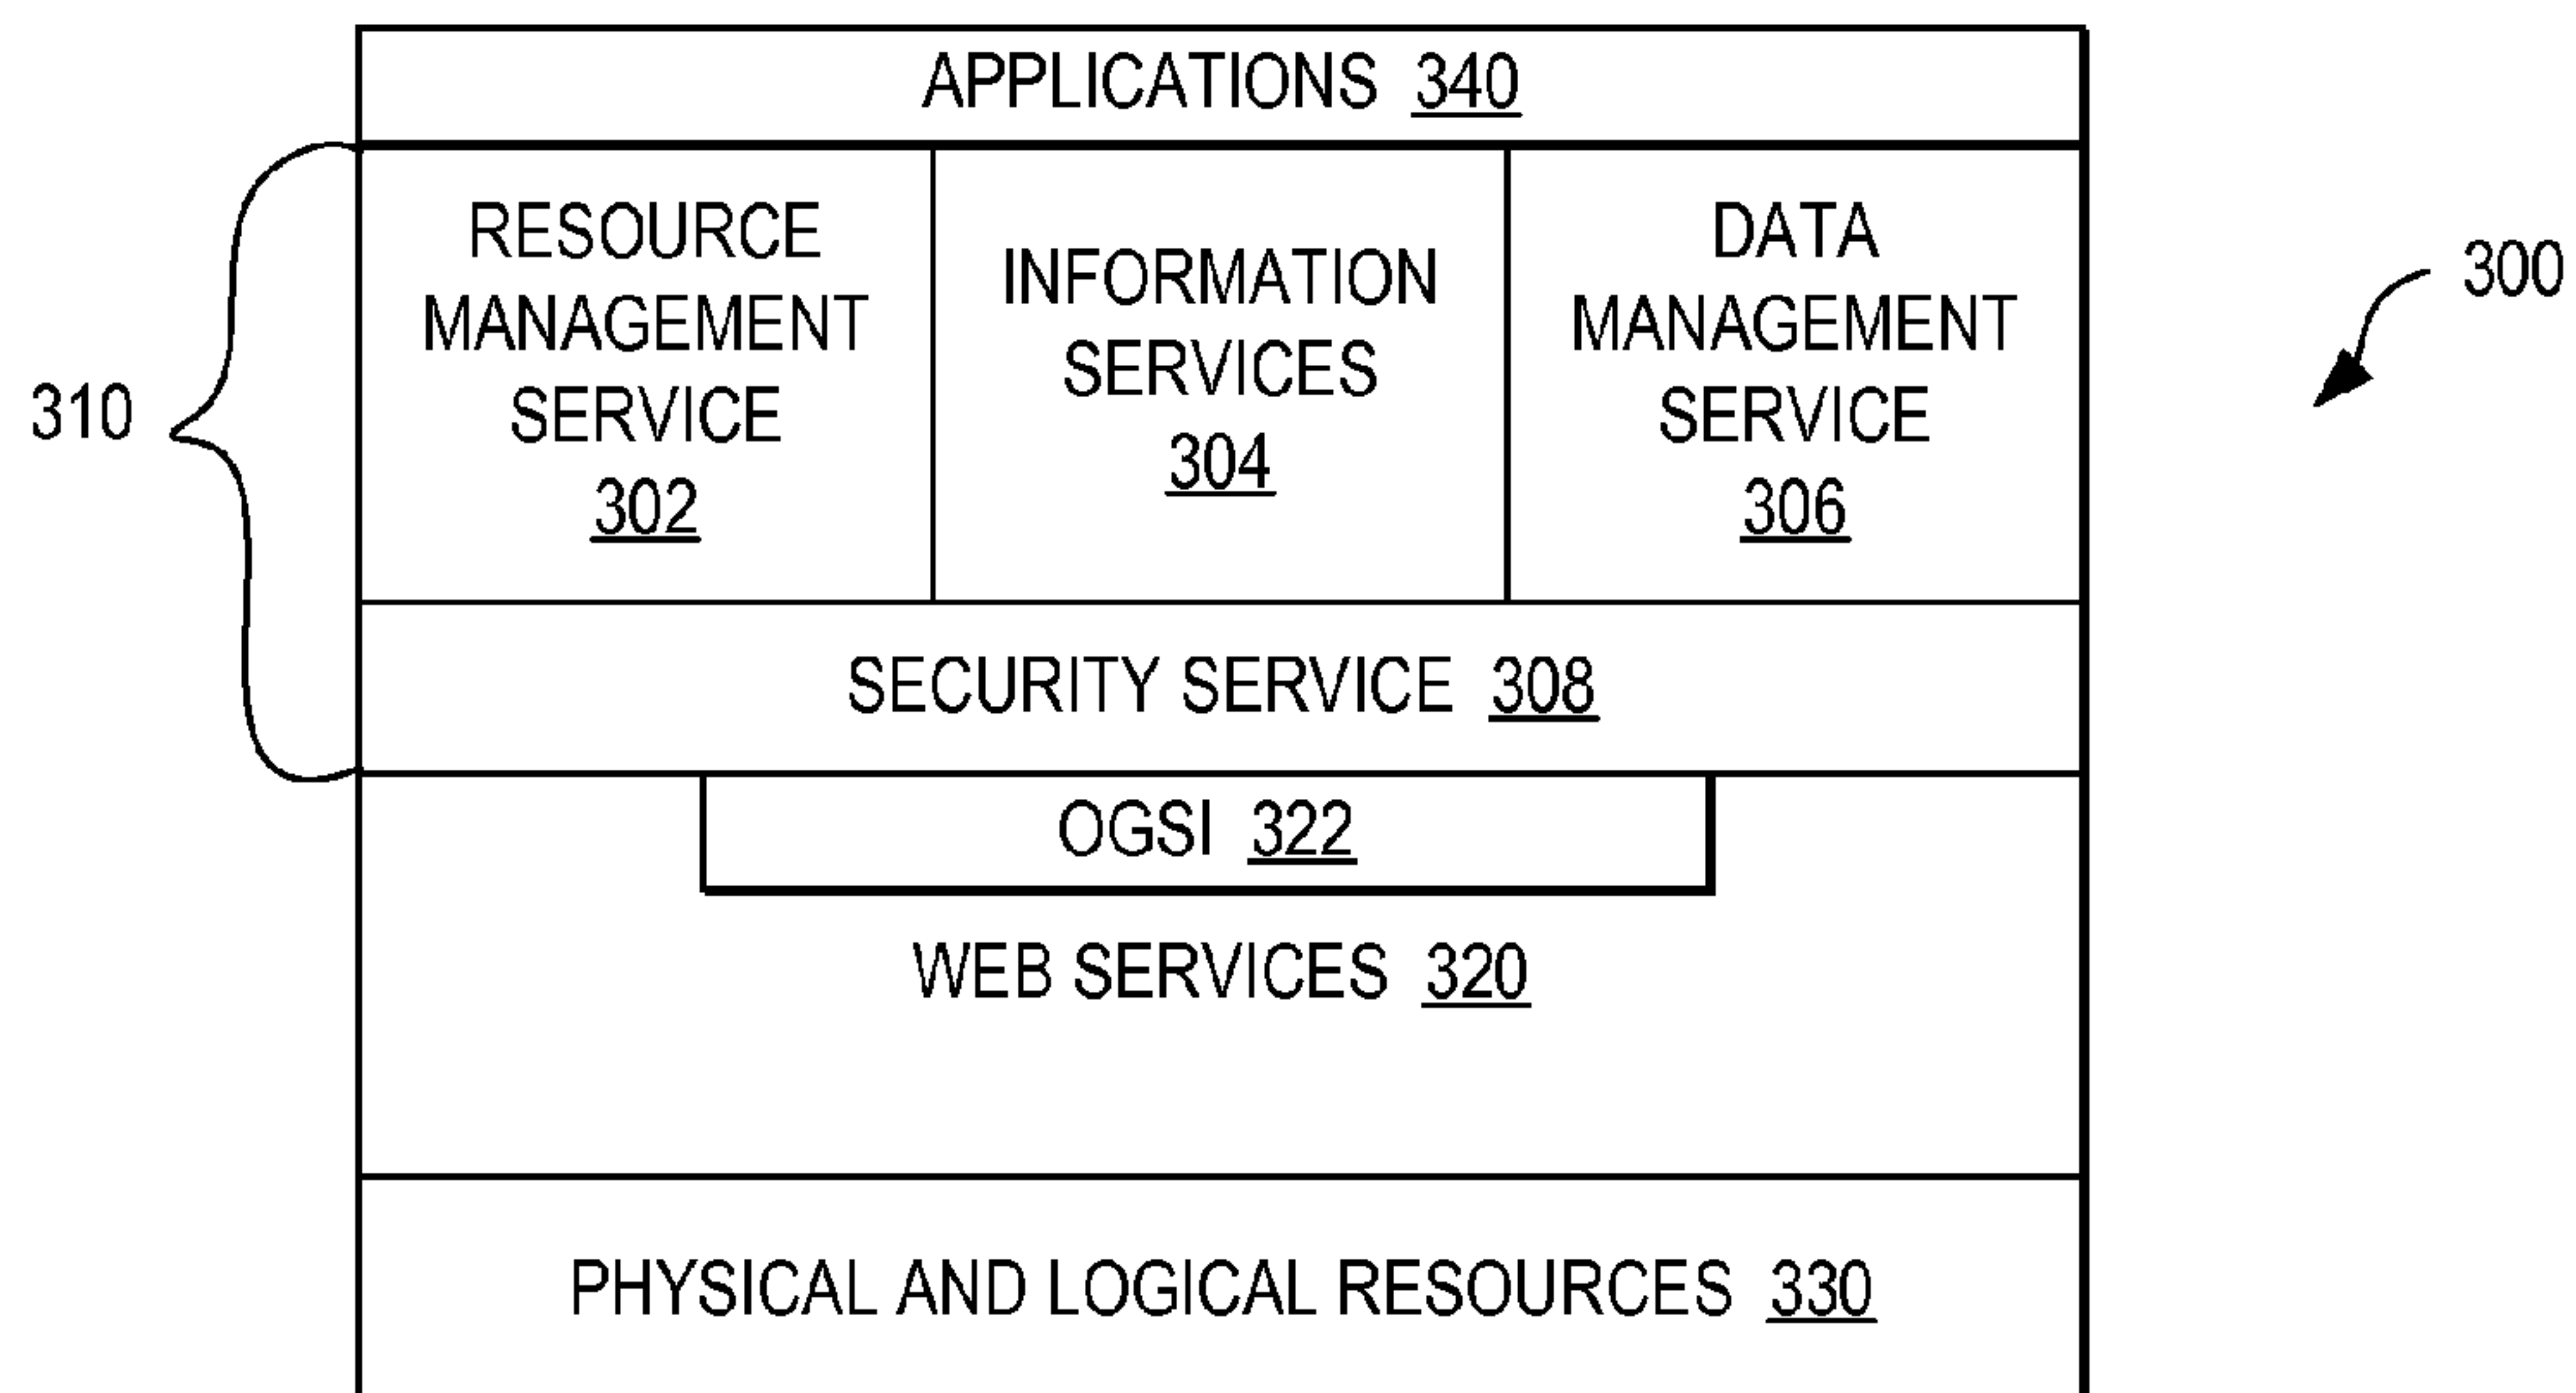 APPLICATIONS 340
RESOURCE
MANAGEMENT
SERVICE
302
INFORMATION
SERVICES
304
DATA
MANAGEMENT
SERVICE
306
300
310
SECURITY SERVICE 308
OGSI 322
WEB SERVICES 320
PHYSICAL AND LOGICAL RESOURCES 330